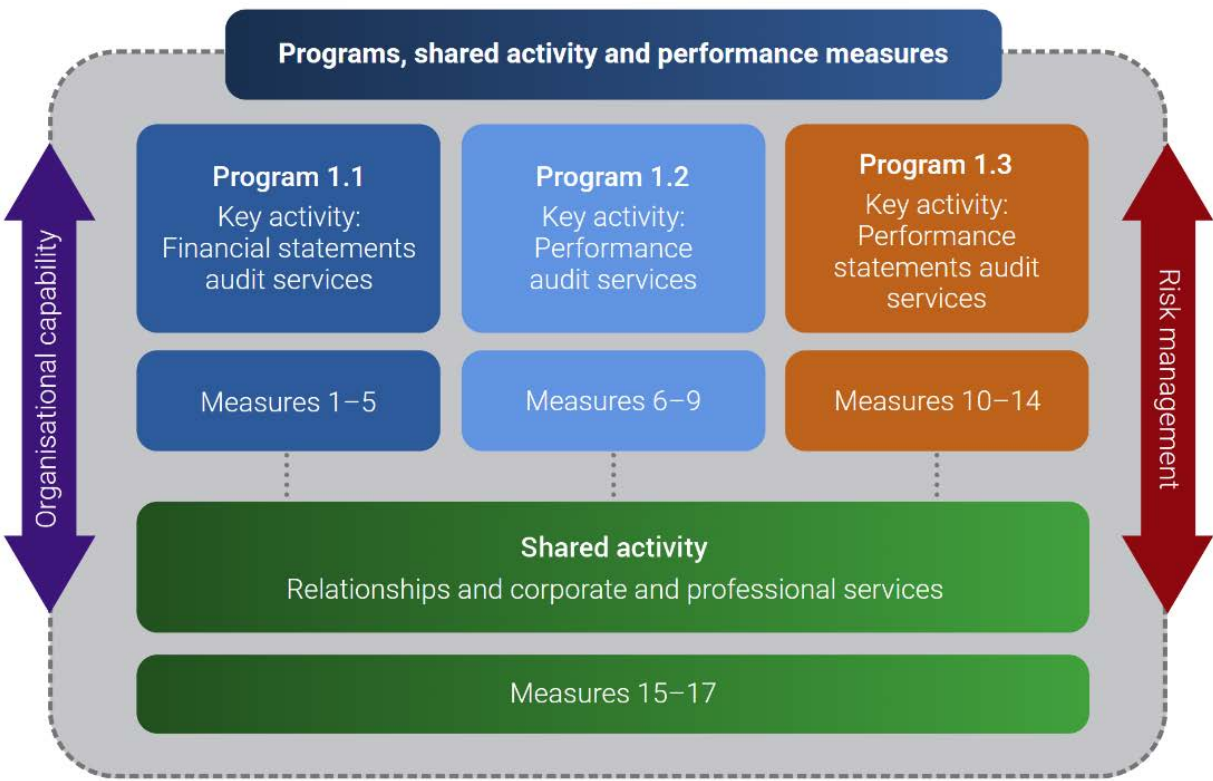 Programs, shared activity and performance measures
Organisational capability
Program 1.1
Key activity:
Financial statements
audit services
Program 1.2
Key activity:
Performance
audit services
Program 1.3
Key activity:
Performance
statements audit
services
Risk management
Measures 1–5
Measures 6–9
Measures 10–14
Shared activity
Relationships and corporate and professional services
Measures 15–17